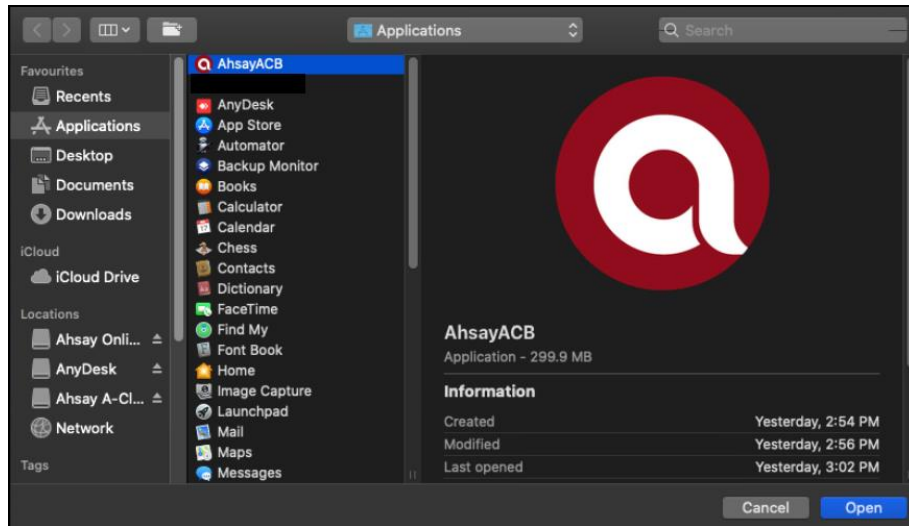 Applications
Search
Favourites
Recents
Applications
Desktop
Documents
Downloads
iCloud
iCloud Drive
Locations
Ahsay Onli...
AnyDesk
Ahsay A-Cl...
Network
Tags
AhsayACB
AnyDesk
App Store
Automator
Backup Monitor
Books
Calculator
Calendar
Chess
Contacts
Dictionary
FaceTime
Find My
Font Book
Home
Image Capture
Launchpad
Mail
Maps
Messages
AhsayACB
Application - 299.9 MB
Information
Created Yesterday, 2:54 PM
Modified Yesterday, 2:56 PM
Last opened Yesterday, 3:02 PM
Cancel Open